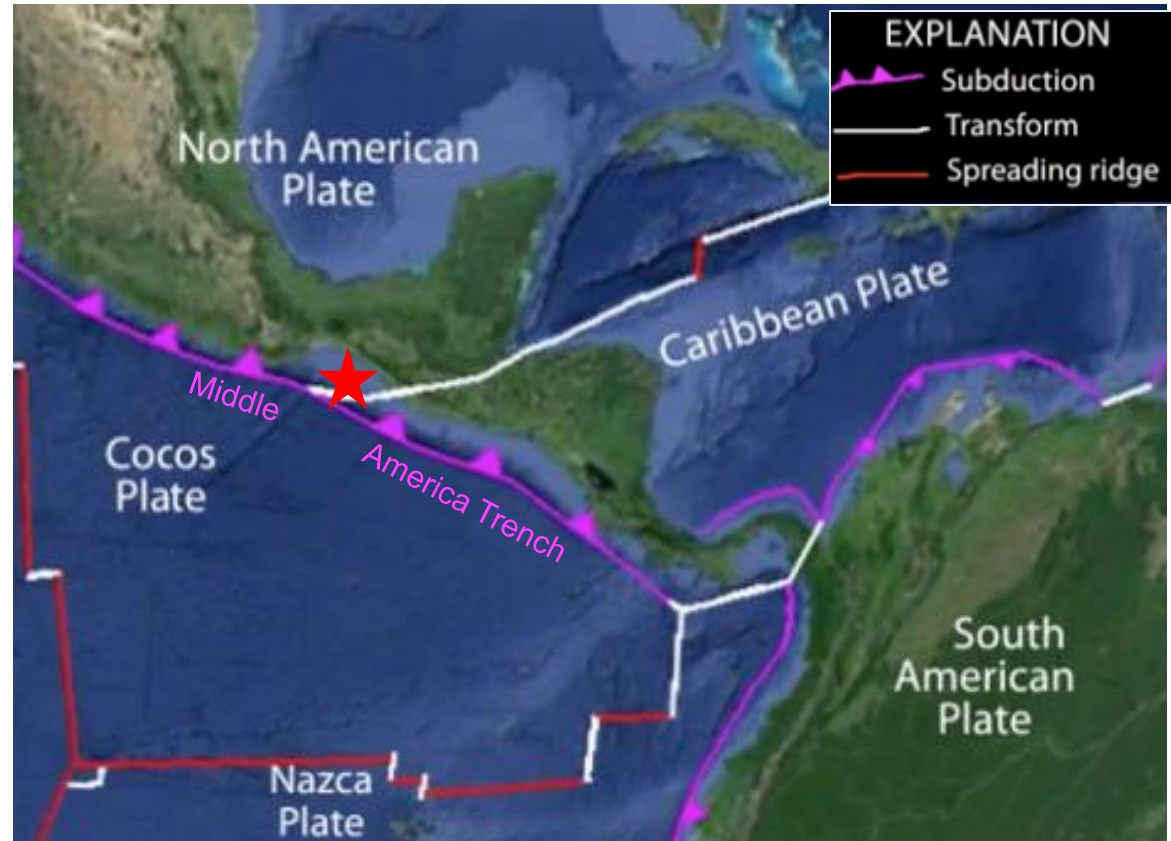 EXPLANATION
Subduction
Transform
Spreading ridge
North American
Plate
Caribbean Plate
Middle
America Trench
Cocos
Plate
South
American
Plate
Nazca
Plate